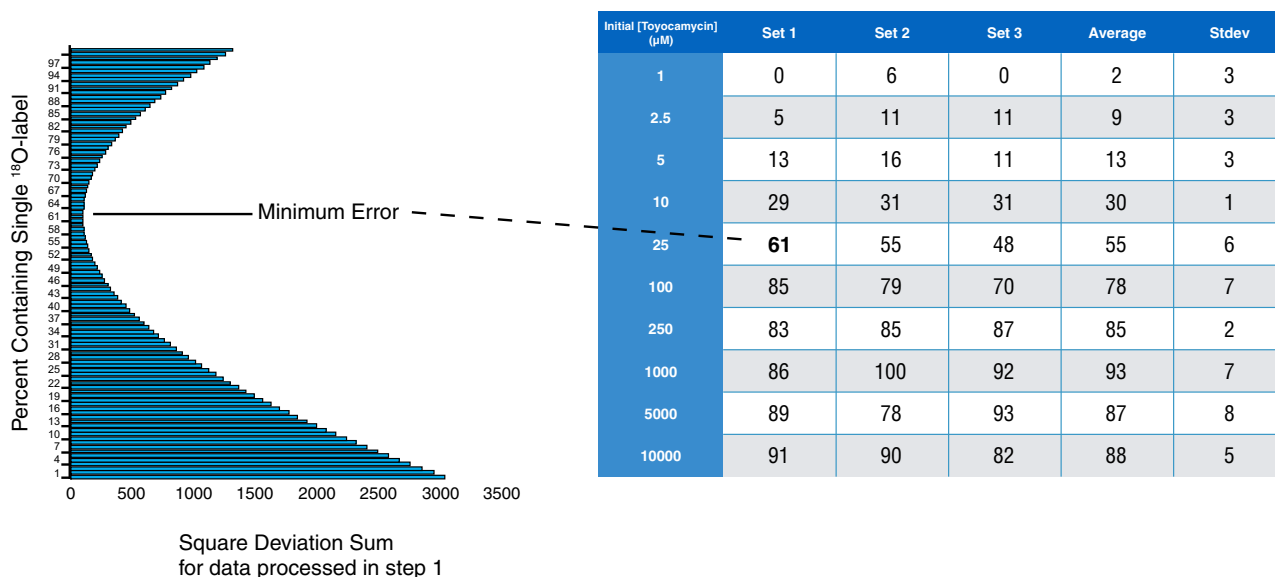 Percent Containing Single ¹⁸O-label
97
94
91
88
85
82
79
76
73
70
67
64
61
58
55
52
49
46
43
40
37
34
31
28
25
22
19
16
13
10
7
4
1
0 500 1000 1500 2000 2500 3000 3500
Square Deviation Sum
for data processed in step 1
Minimum Error
Initial [Toyocamycin]
(µM)
Set 1 Set 2 Set 3 Average Stdev
1 0 6 0 2 3
2.5 5 11 11 9 3
5 13 16 11 13 3
10 29 31 31 30 1
25 61 55 48 55 6
100 85 79 70 78 7
250 83 85 87 85 2
1000 86 100 92 93 7
5000 89 78 93 87 8
10000 91 90 82 88 5